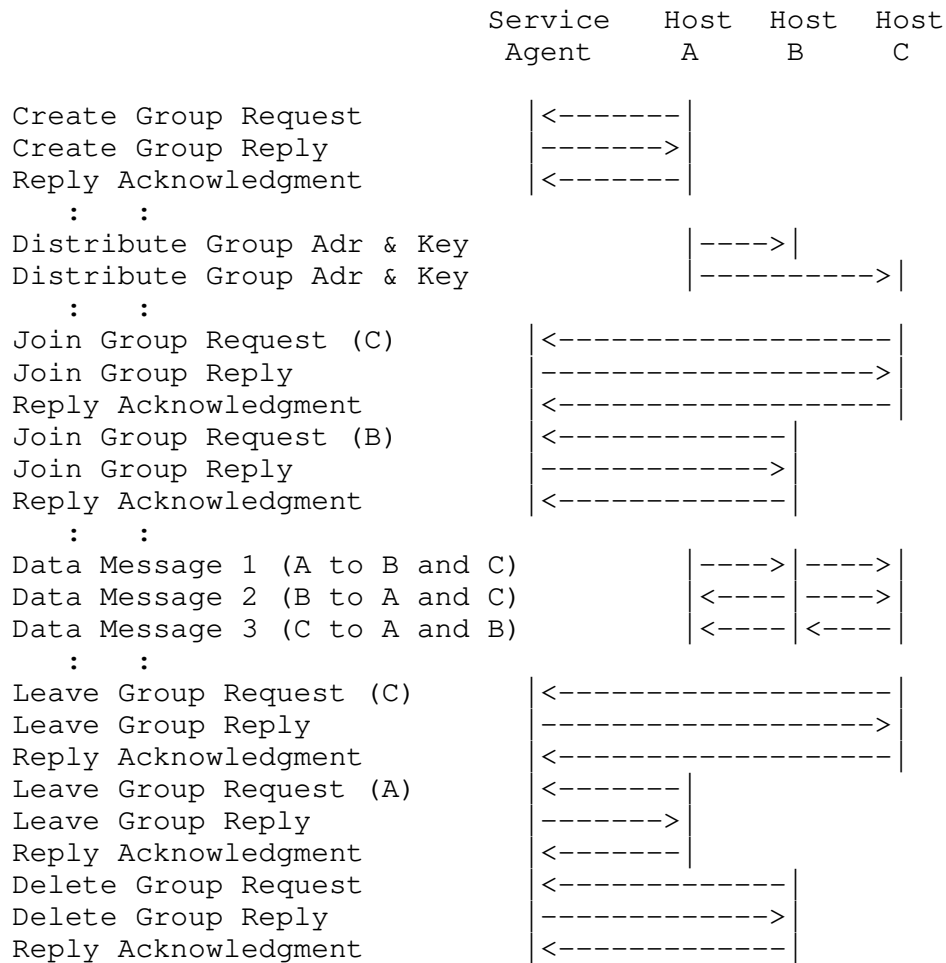 Service   Host   Host   Host
                            Agent     A      B      C

Create Group Request          |<-------|
Create Group Reply            |------->|
Reply Acknowledgment          |<-------|
   :  :
Distribute Group Adr & Key             |---->|
Distribute Group Adr & Key             |---------->|
   :  :
Join Group Request (C)        |<-------------------|
Join Group Reply              |------------------->|
Reply Acknowledgment          |<-------------------|
Join Group Request (B)        |<-------------|
Join Group Reply              |------------->|
Reply Acknowledgment          |<-------------|
   :  :
Data Message 1 (A to B and C)          |---->|---->|
Data Message 2 (B to A and C)          |<----|---->|
Data Message 3 (C to A and B)          |<----|<----|
   :  :
Leave Group Request (C)       |<-------------------|
Leave Group Reply             |------------------->|
Reply Acknowledgment          |<-------------------|
Leave Group Request (A)       |<-------|
Leave Group Reply             |------->|
Reply Acknowledgment          |<-------|
Delete Group Request          |<-------------|
Delete Group Reply            |------------->|
Reply Acknowledgment          |<-------------|